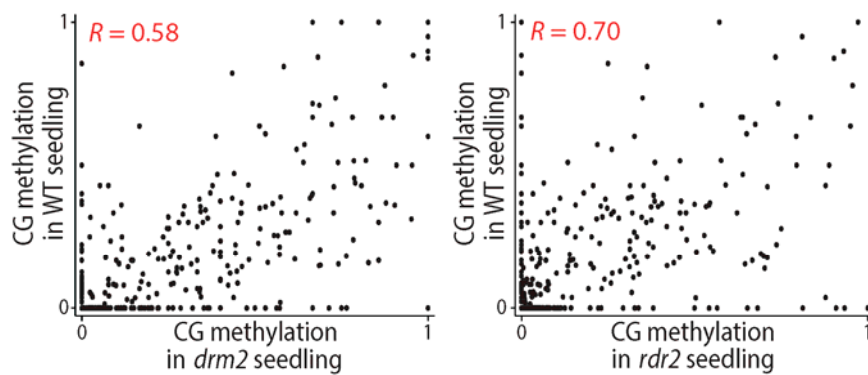 1
R = 0.58
CG methylation
in WT seedling
0
0
1
CG methylation
in drm2 seedling
1
R = 0.70
CG methylation
in WT seedling
0
0
1
CG methylation
in rdr2 seedling